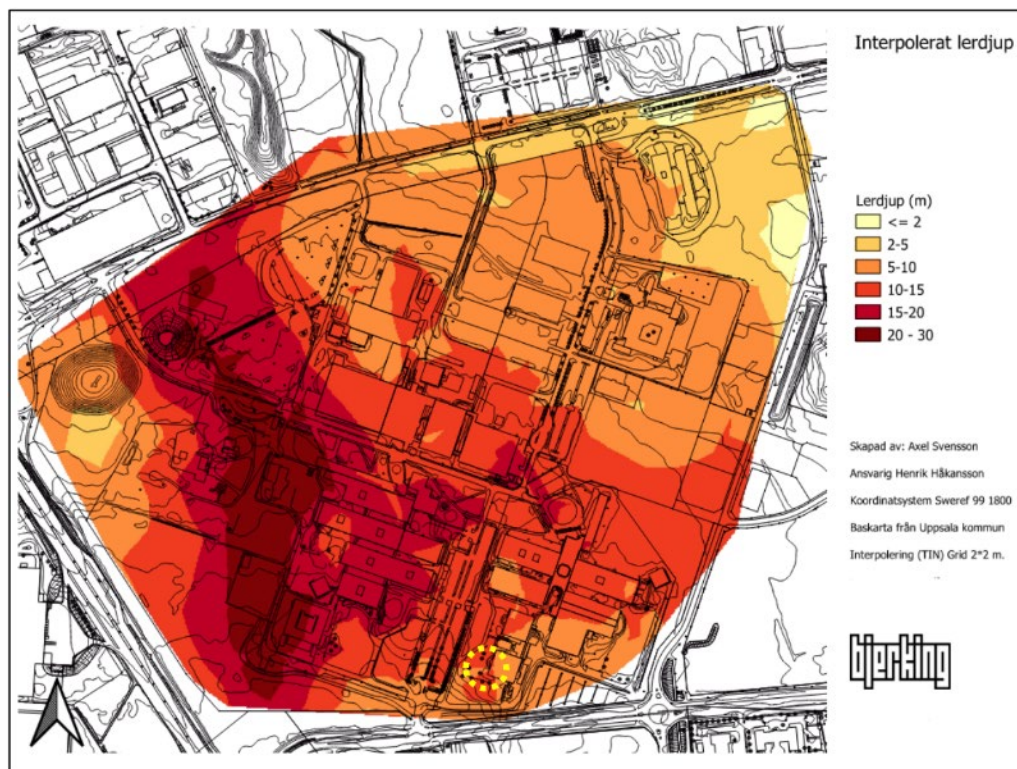 Interpolerat lerdjup
Lerdjup (m)
<= 2
2-5
5-10
10-15
15-20
20 - 30
Skapad av: Axel Svensson
Ansvarig Henrik Håkansson
Koordinatsystem Sweref 99 1800
Baskarta från Uppsala kommun
Interpolering (TIN) Grid 2*2 m.
bjerking